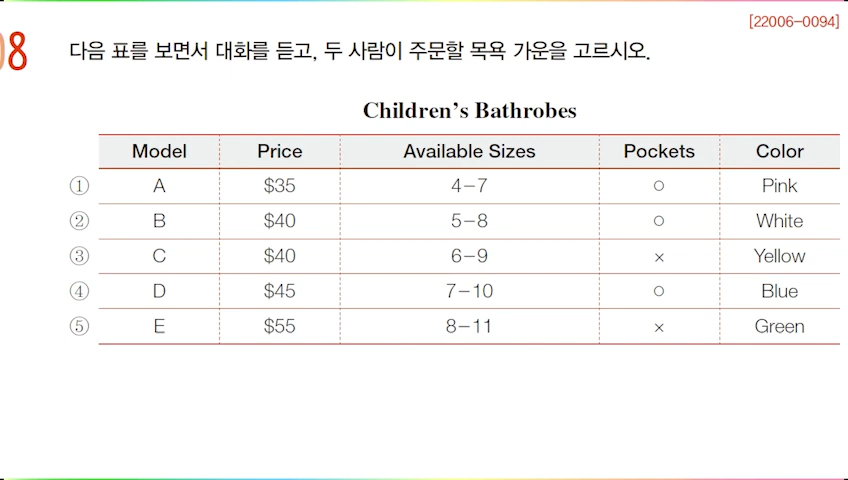 [22006-0094]
08 다음 표를 보면서 대화를 듣고, 두 사람이 주문할 목욕 가운을 고르시오.
Children's Bathrobes
Model Price Available Sizes Pockets Color
① A $35 4-7 ○ Pink
② B $40 5-8 ○ White
③ C $40 6-9 × Yellow
④ D $45 7-10 ○ Blue
⑤ E $55 8-11 × Green